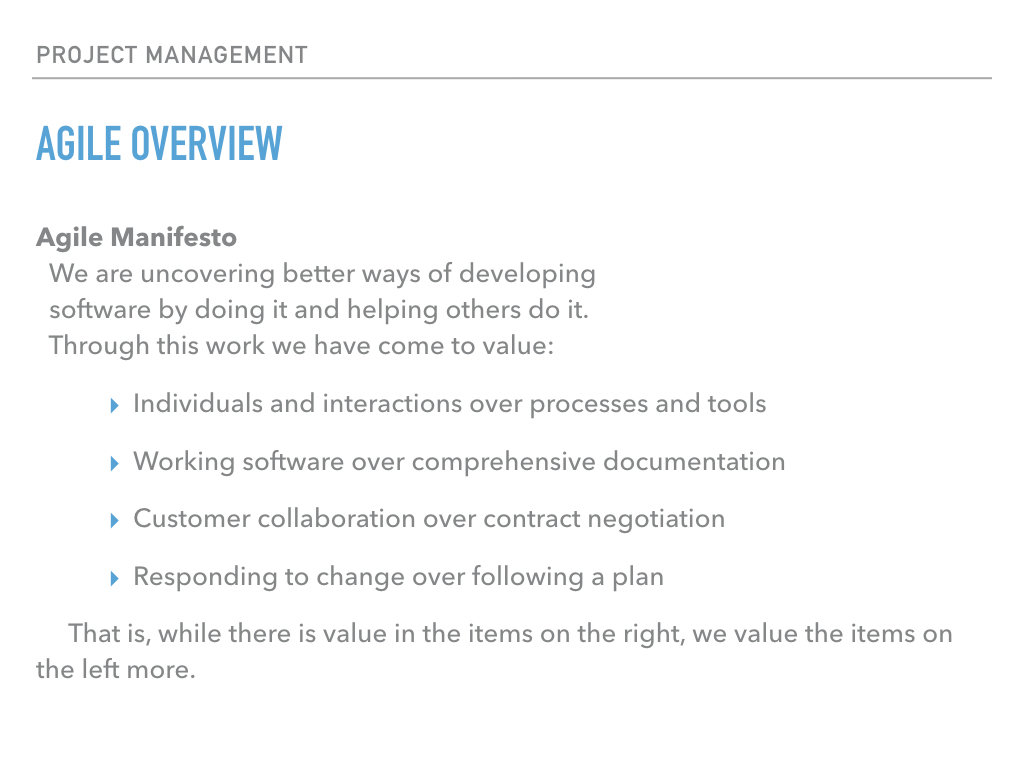 PROJECT MANAGEMENT
AGILE OVERVIEW
Agile Manifesto
We are uncovering better ways of developing
software by doing it and helping others do it.
Through this work we have come to value:
Individuals and interactions over processes and tools
Working software over comprehensive documentation
Customer collaboration over contract negotiation
Responding to change over following a plan
That is, while there is value in the items on the right, we value the items on
the left more.